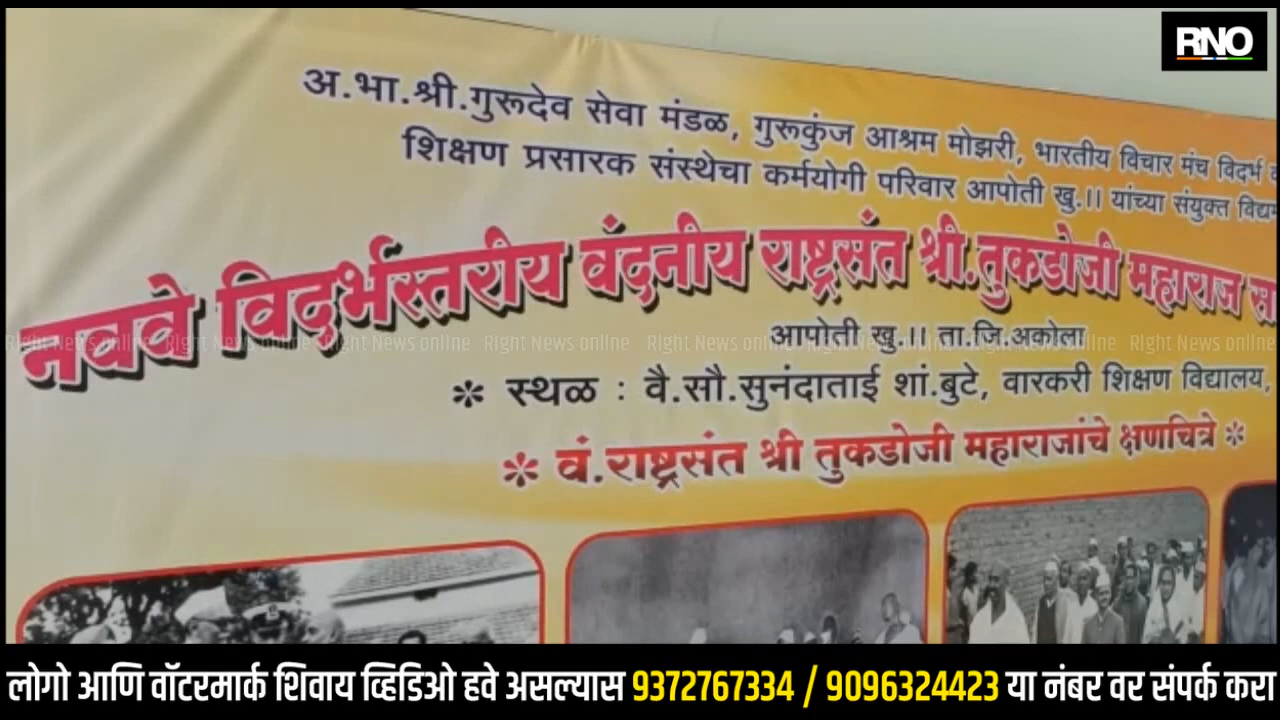 RNO
अ.भा.श्री.गुरूदेव सेवा मंडळ, गुरूकुंज आश्रम मोझरी, भारतीय विचार मंच विदर्भ
शिक्षण प्रसारक संस्थेचा कर्मयोगी परिवार आपोती खु.।। यांच्या संयुक्त
नववे विदर्भस्तरीय वंदनीय राष्ट्रसंत श्री.तुकडोजी महाराज
Right News online Right News online Right News online Right News online Right News online Right News online Right News online Right News online
आपोती खु.।। ता.जि.अकोला
* स्थळ : वै.सौ.सुनंदाताई शां.बुटे, वारकरी शिक्षण विद्यालय,
* वं.राष्ट्रसंत श्री तुकडोजी महाराजांचे क्षणचित्रे *
लोगो आणि वॉटरमार्क शिवाय व्हिडिओ हवे असल्यास 9372767334 / 9096324423 या नंबर वर संपर्क करा